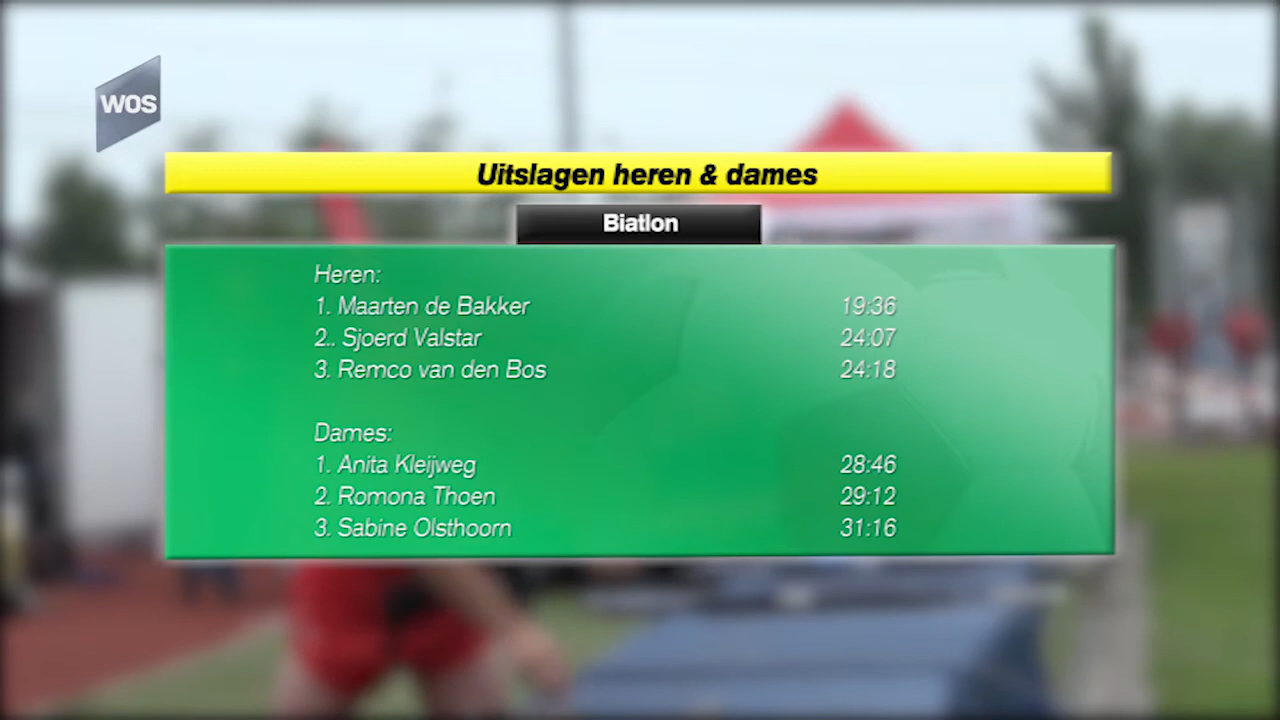 WOS
Uitslagen heren & dames
Biatlon
Heren:
1. Maarten de Bakker 19:36
2.. Sjoerd Valstar 24:07
3. Remco van den Bos 24:18
Dames:
1. Anita Kleijweg 28:46
2. Romona Thoen 29:12
3. Sabine Olsthoorn 31:16